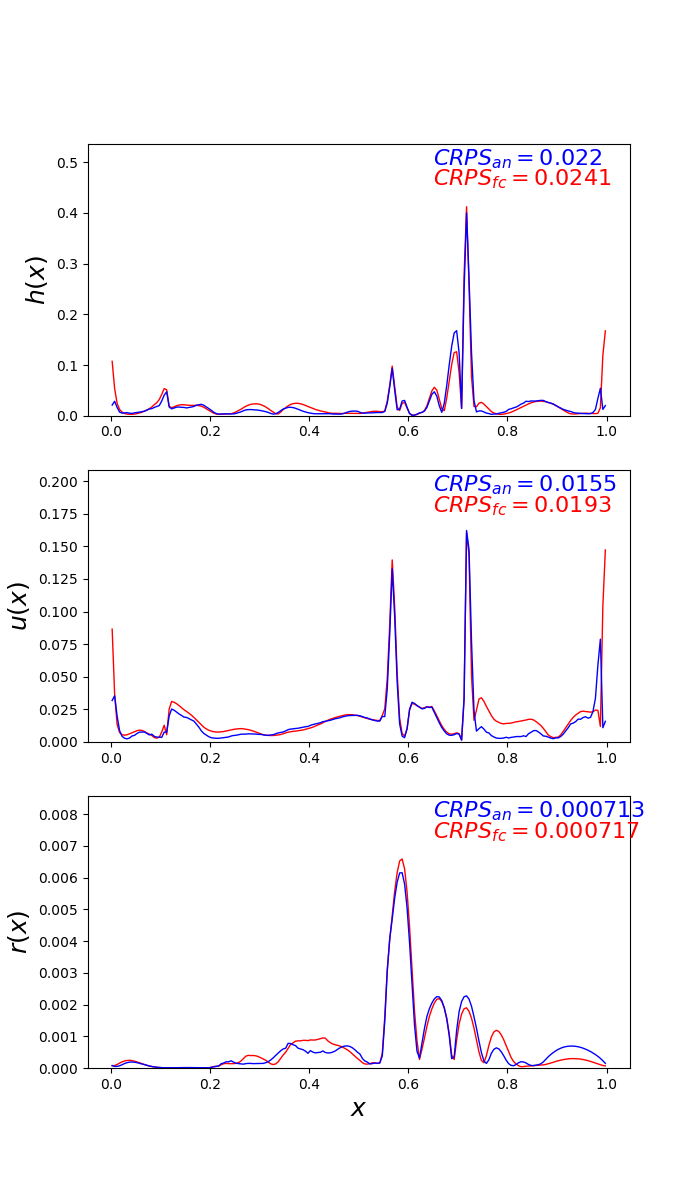 CRPS_an = 0.022
CRPS_fc = 0.0241
h(x)
0.5
0.4
0.3
0.2
0.1
0.0
0.0 0.2 0.4 0.6 0.8 1.0
CRPS_an = 0.0155
CRPS_fc = 0.0193
u(x)
0.200
0.175
0.150
0.125
0.100
0.075
0.050
0.025
0.000
0.0 0.2 0.4 0.6 0.8 1.0
CRPS_an = 0.000713
CRPS_fc = 0.000717
r(x)
0.008
0.007
0.006
0.005
0.004
0.003
0.002
0.001
0.000
0.0 0.2 0.4 0.6 0.8 1.0
x